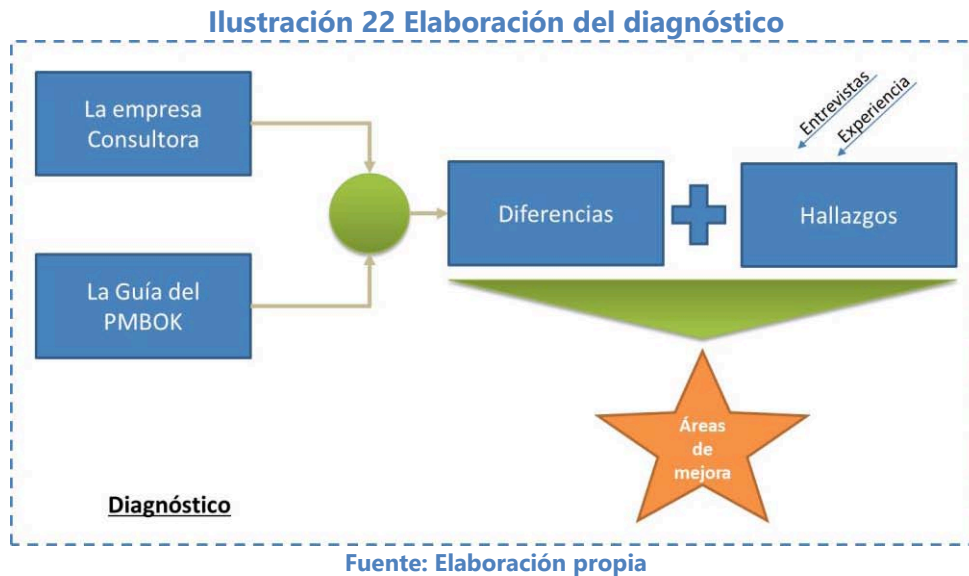 Ilustración 22 Elaboración del diagnóstico
La empresa
Consultora
La Guía del
PMBOK
Diferencias
Entrevistas
Experiencia
Hallazgos
Áreas
de
mejora
Diagnóstico
Fuente: Elaboración propia